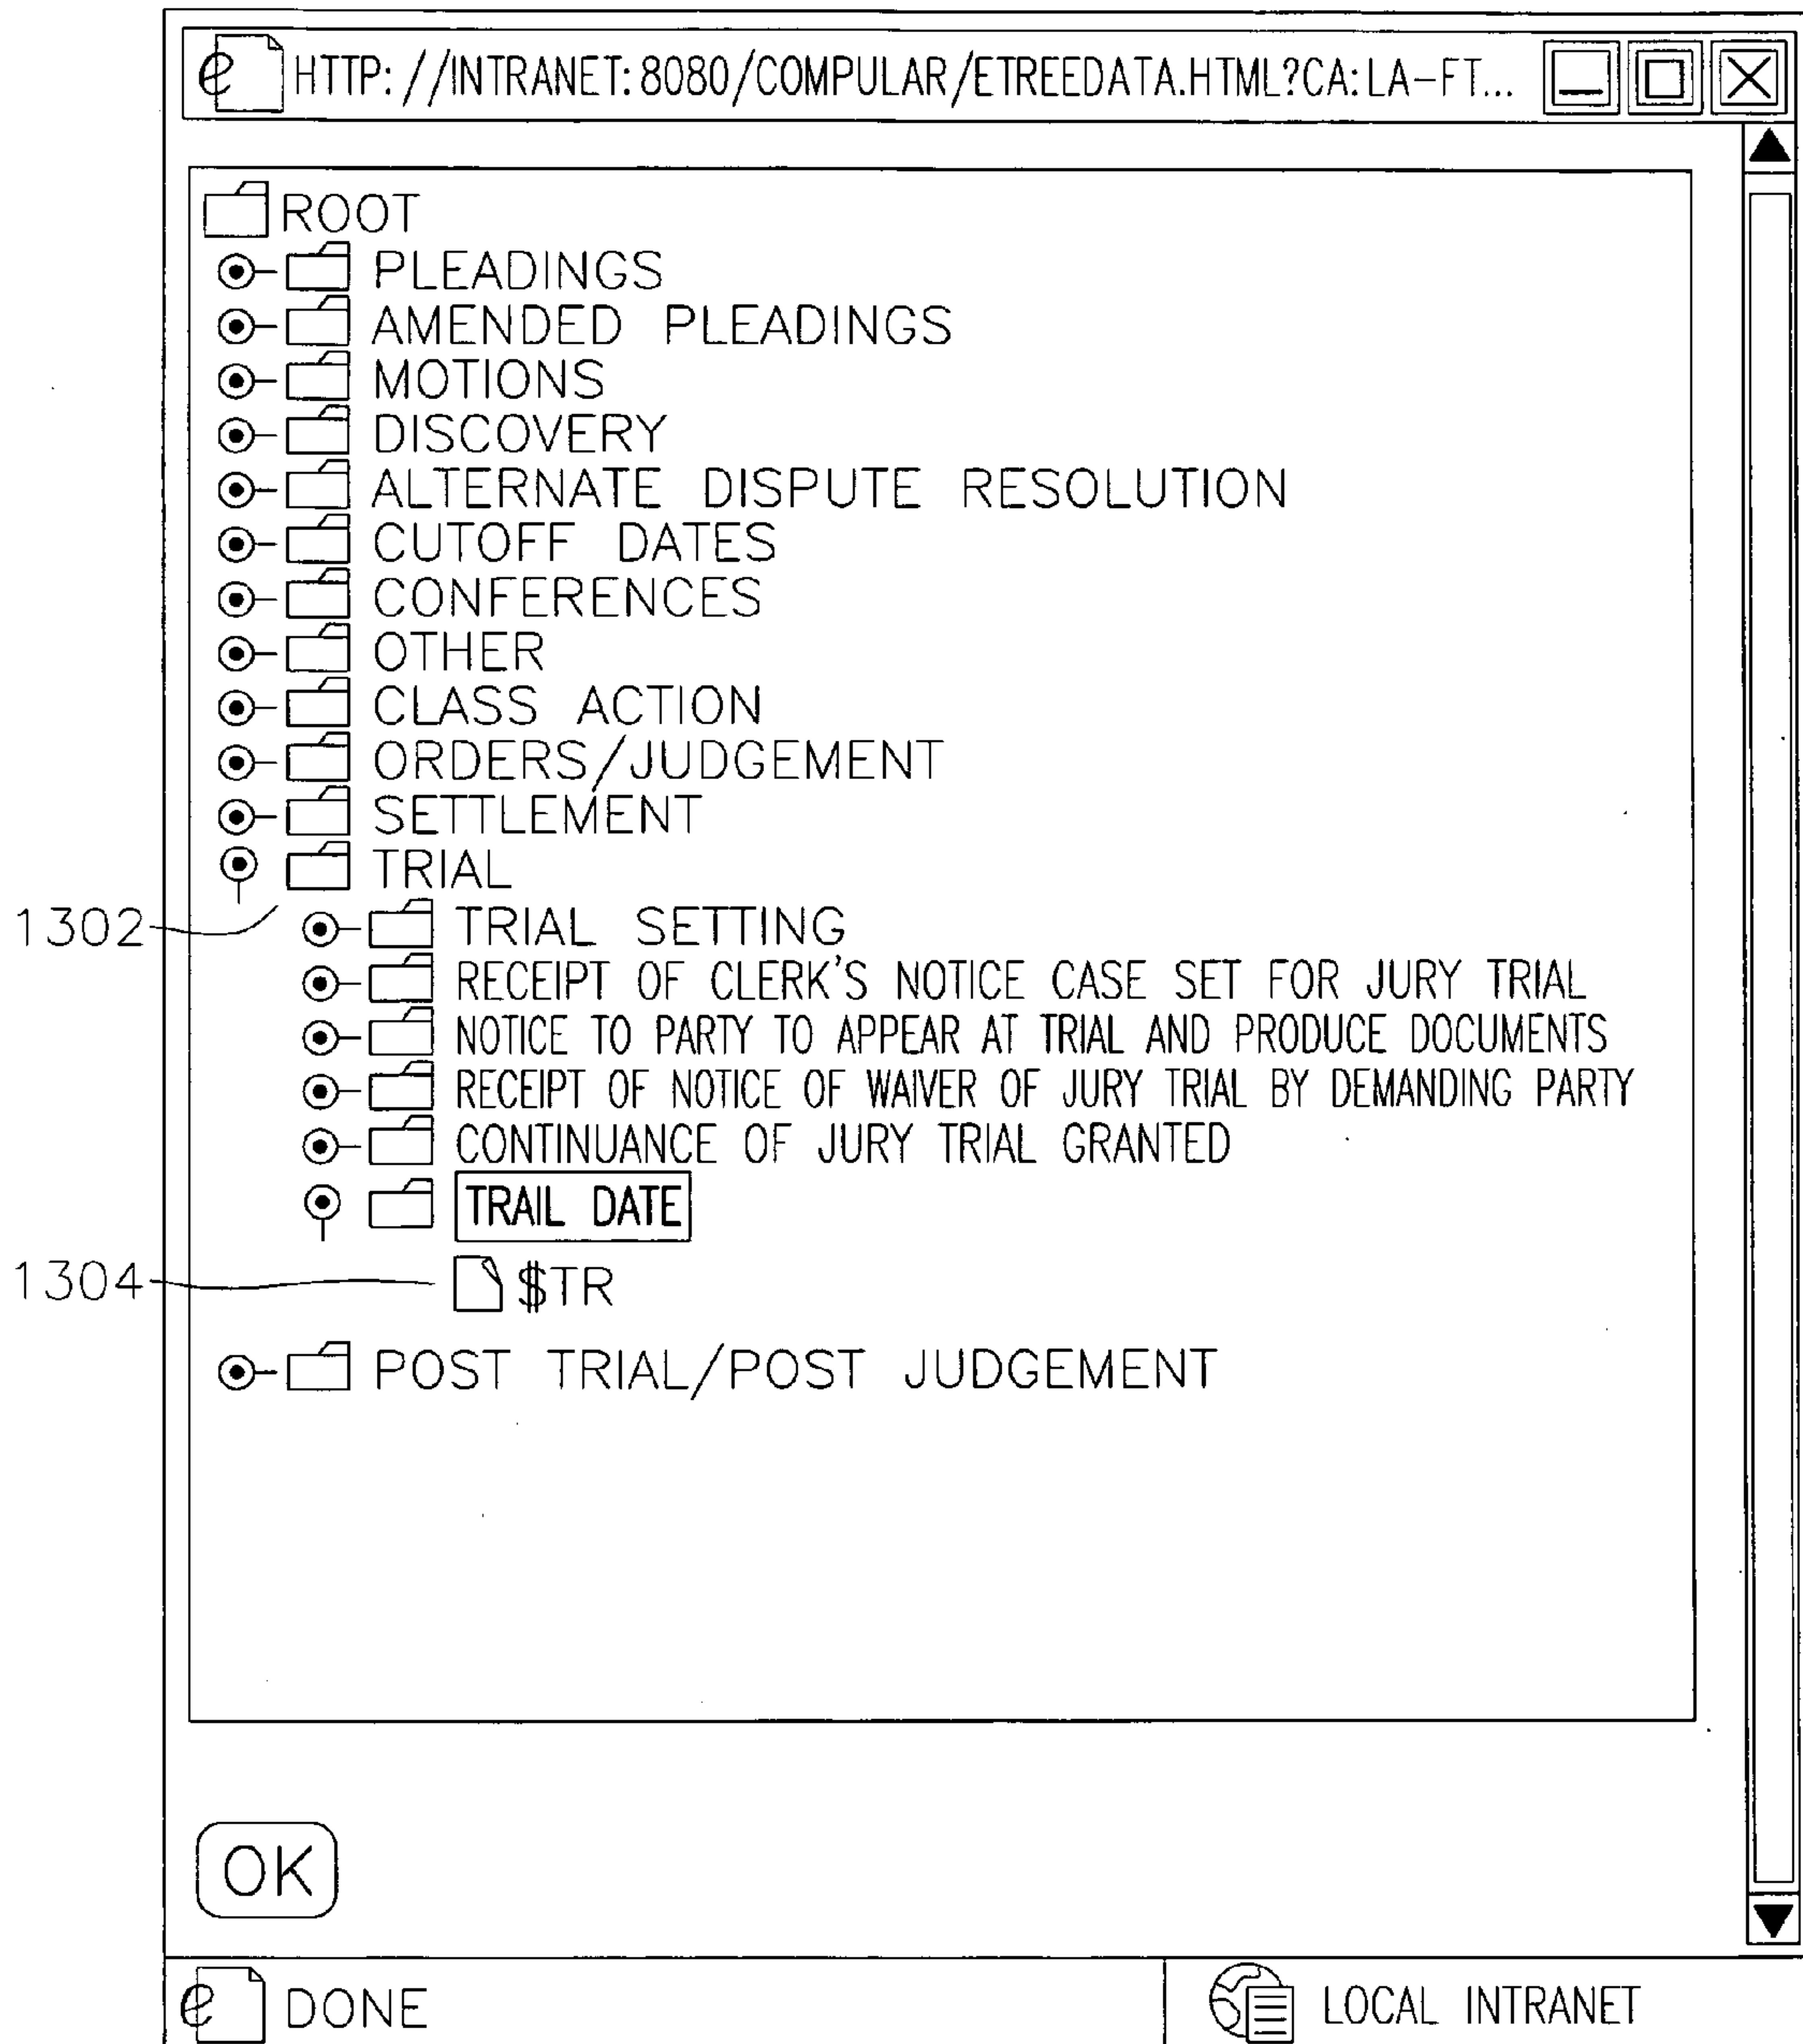 HTTP: //INTRANET: 8080/COMPULAR/ETREEDATA.HTML?CA: LA-FT...
ROOT
PLEADINGS
AMENDED PLEADINGS
MOTIONS
DISCOVERY
ALTERNATE DISPUTE RESOLUTION
CUTOFF DATES
CONFERENCES
OTHER
CLASS ACTION
ORDERS/JUDGEMENT
SETTLEMENT
TRIAL
1302
TRIAL SETTING
RECEIPT OF CLERK'S NOTICE CASE SET FOR JURY TRIAL
NOTICE TO PARTY TO APPEAR AT TRIAL AND PRODUCE DOCUMENTS
RECEIPT OF NOTICE OF WAIVER OF JURY TRIAL BY DEMANDING PARTY
CONTINUANCE OF JURY TRIAL GRANTED
TRAIL DATE
1304 $TR
POST TRIAL/POST JUDGEMENT
OK
DONE LOCAL INTRANET